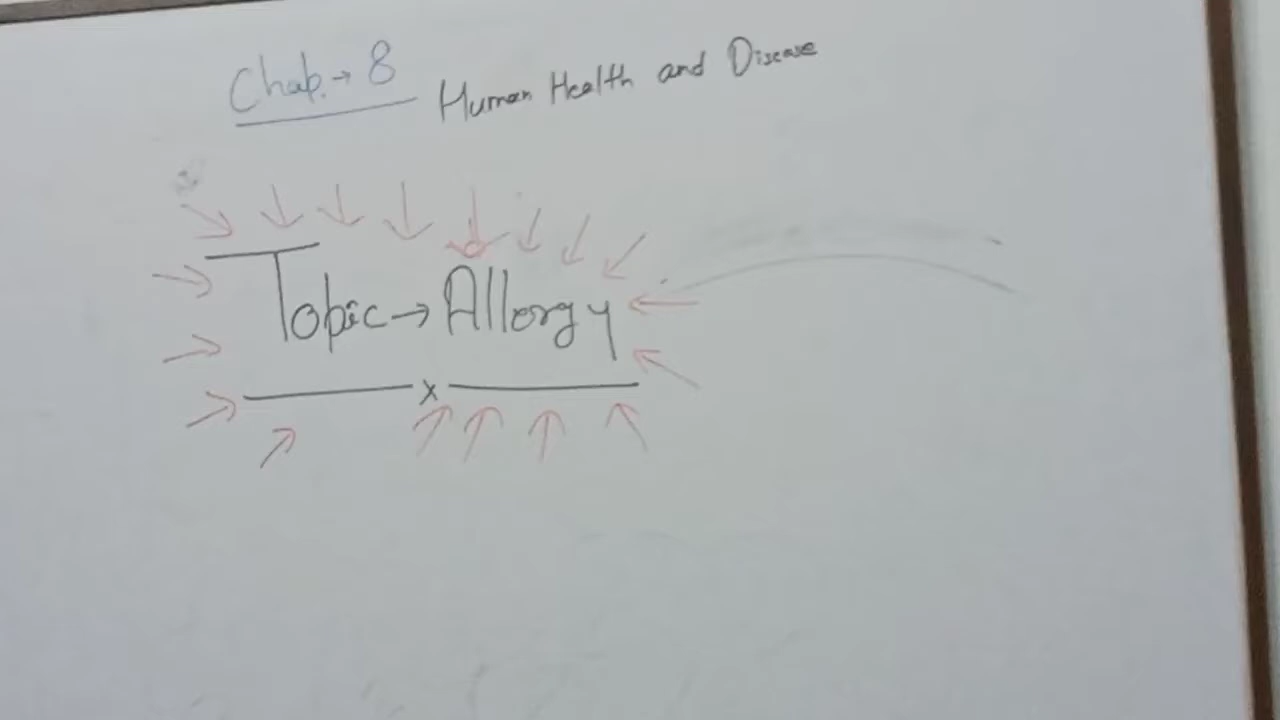 Chap. → 8
Human Health and Disease
Topic → Allergy
x